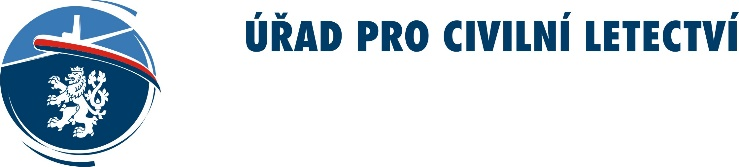 ÚŘAD PRO CIVILNÍ LETECTVÍ